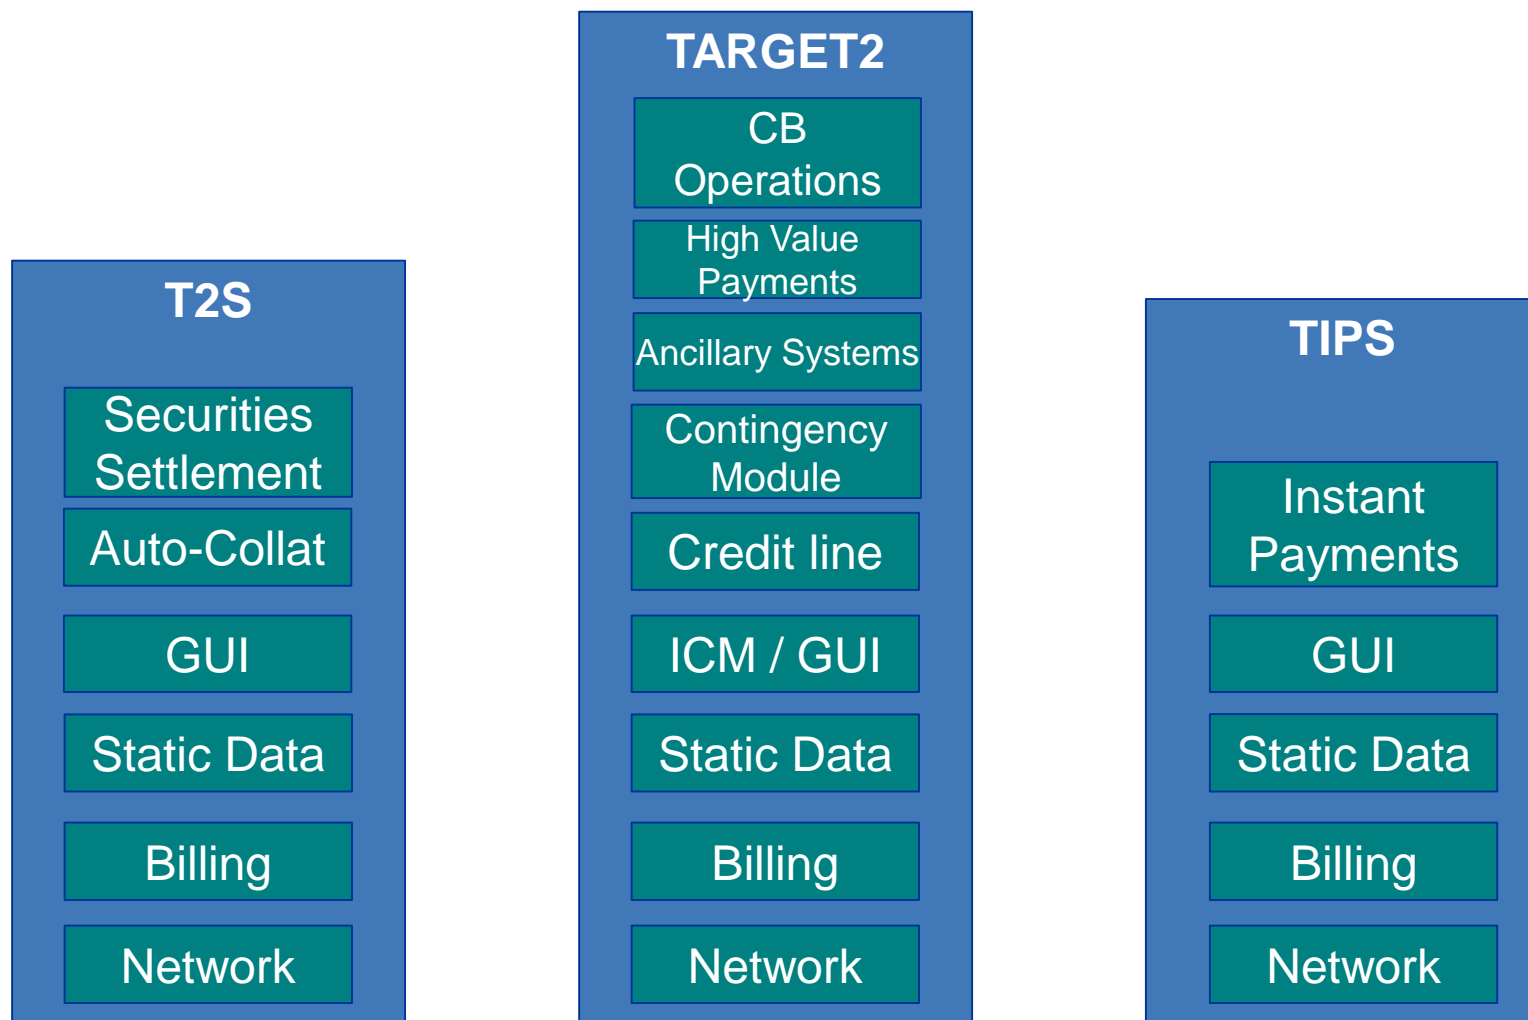 T2S
Securities
Settlement
Auto-Collat
GUI
Static Data
Billing
Network
TARGET2
CB
Operations
High Value
Payments
Ancillary Systems
Contingency
Module
Credit line
ICM / GUI
Static Data
Billing
Network
TIPS
Instant
Payments
GUI
Static Data
Billing
Network